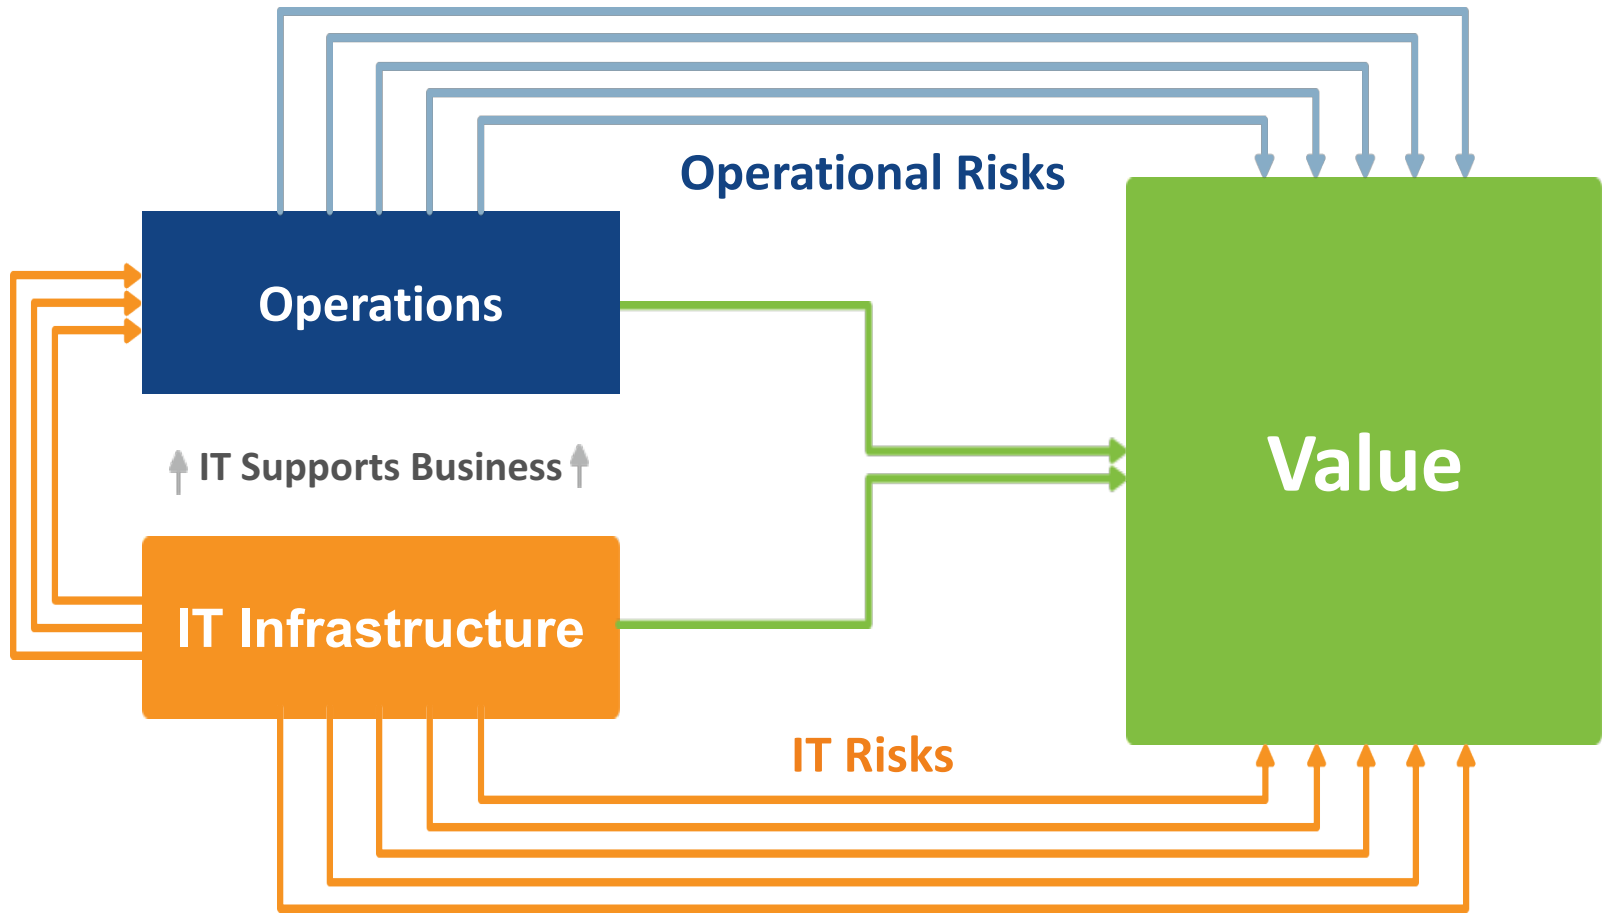 Operational Risks
Operations
IT Supports Business
Value
IT Infrastructure
IT Risks